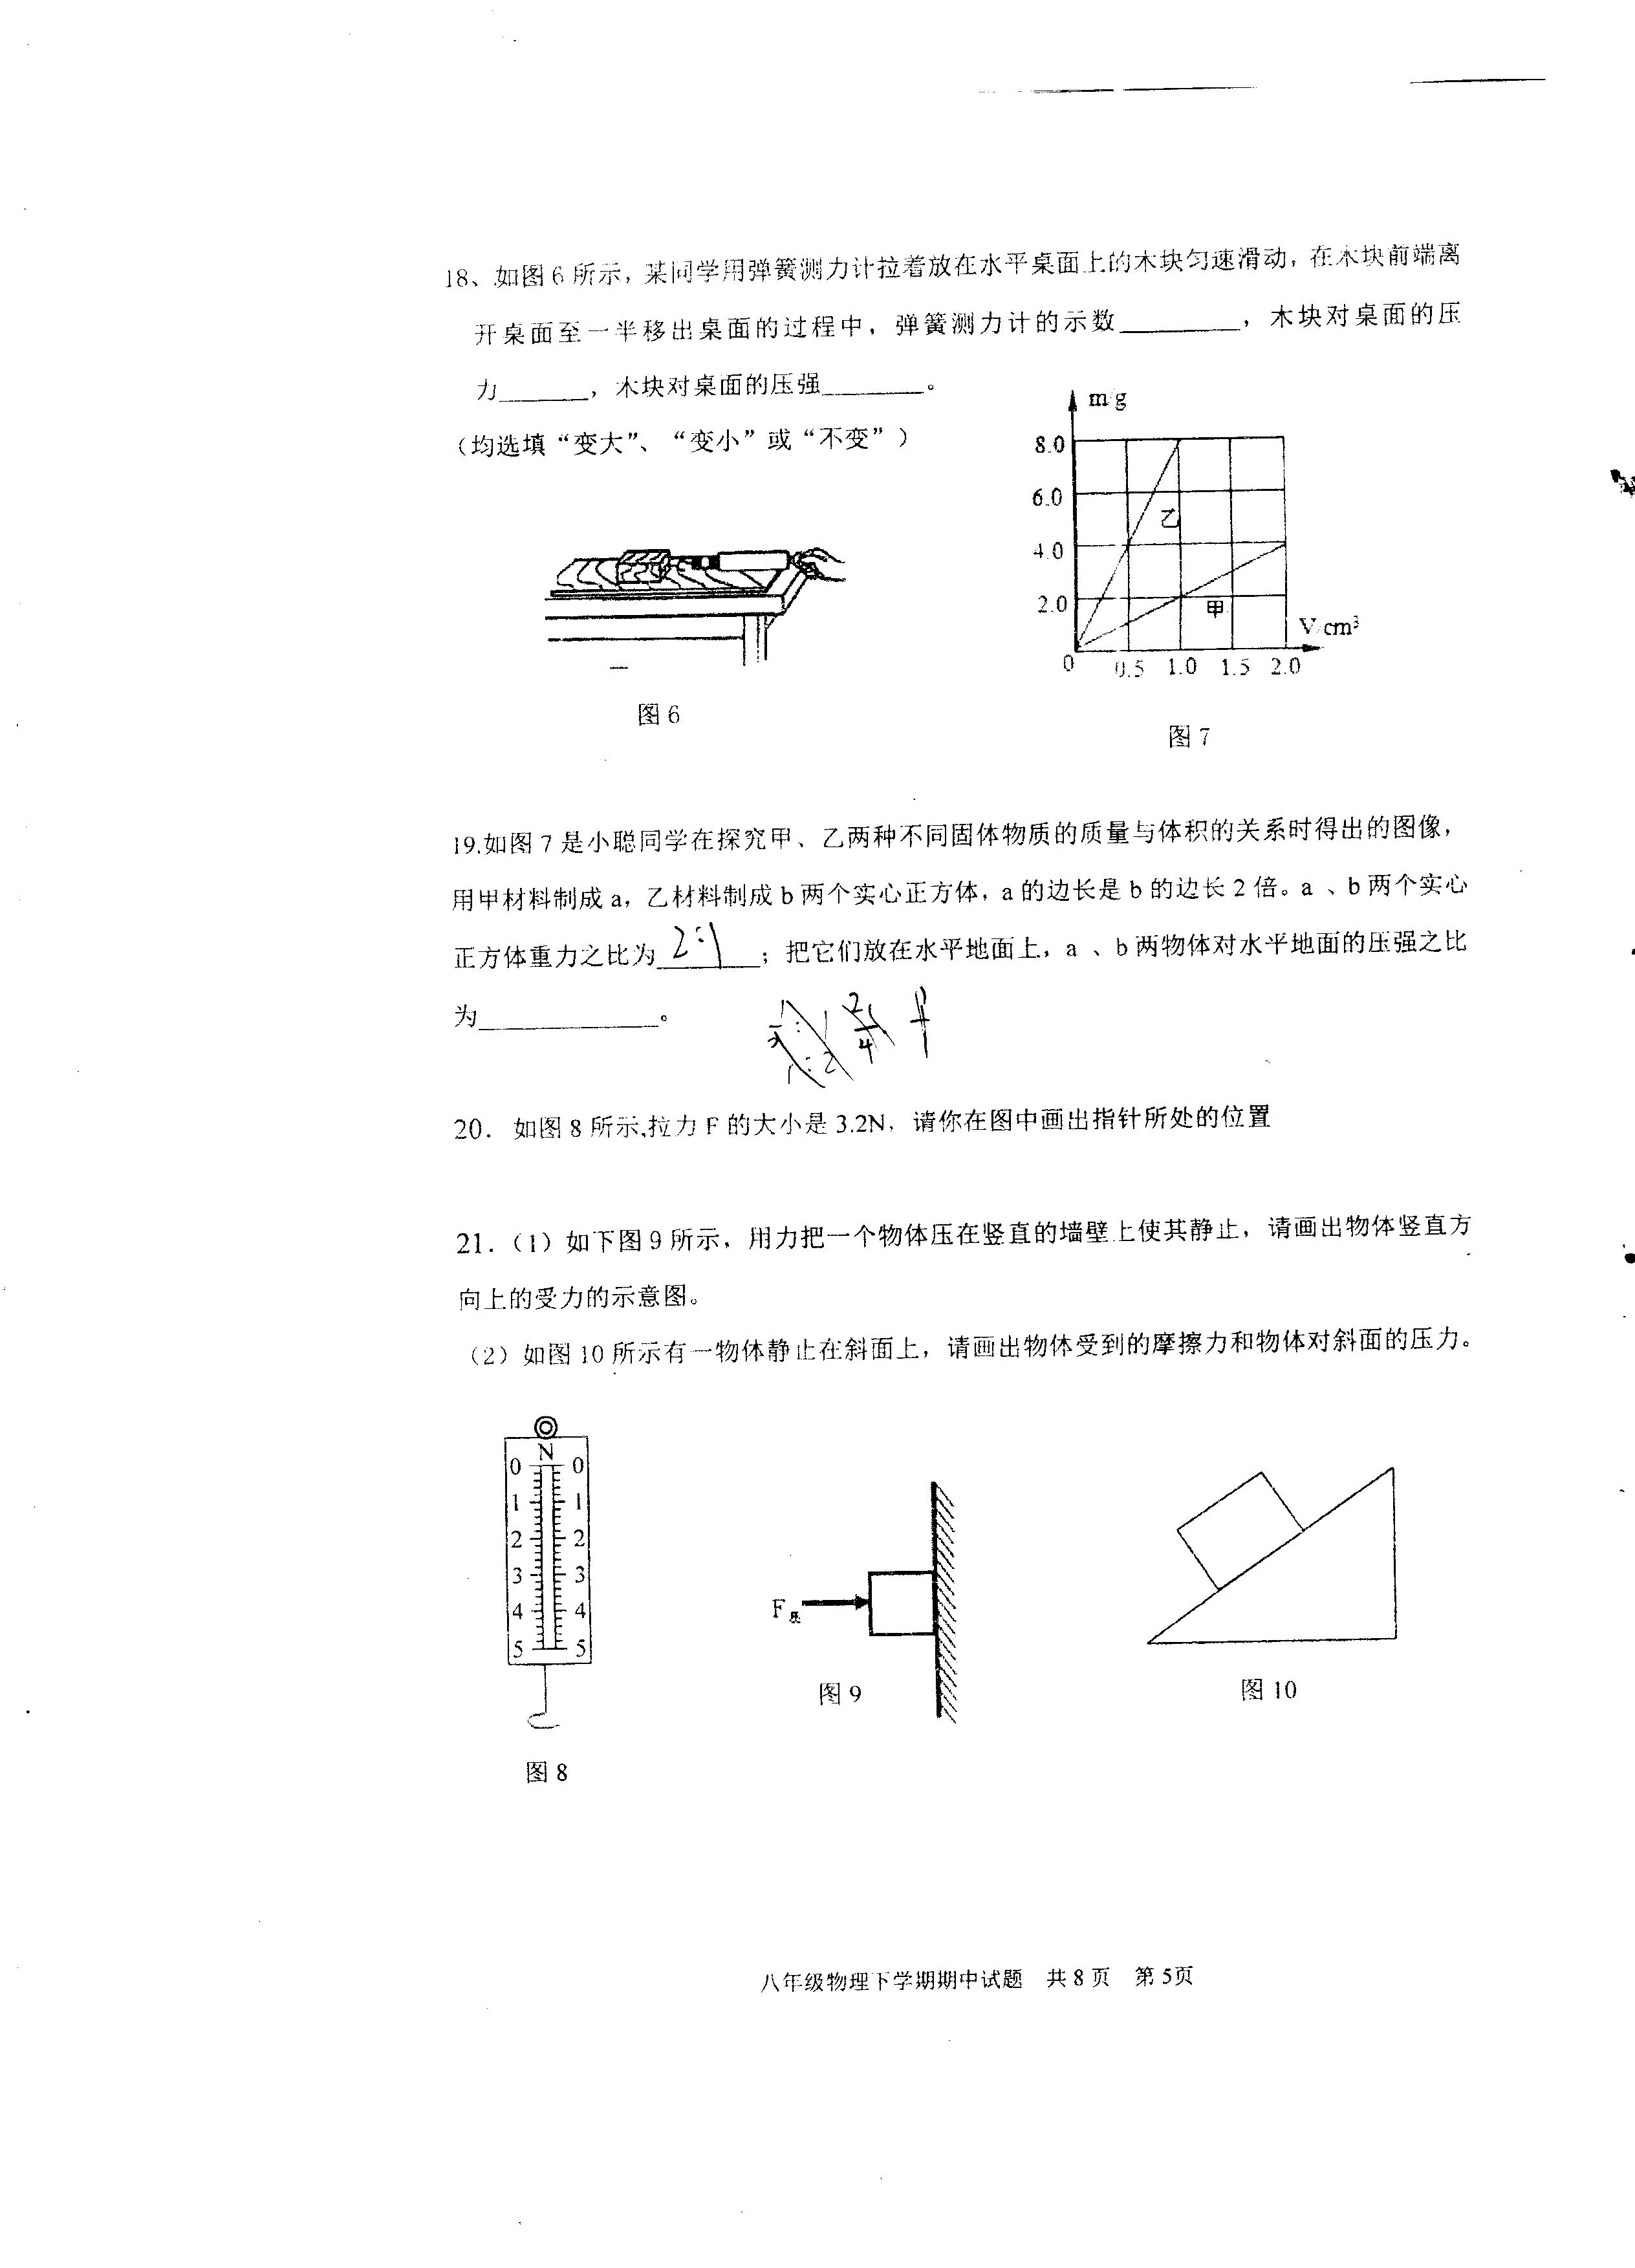 18、如图6所示，某同学用弹簧测力计拉着放在水平桌面上的木块匀速滑动，在木块前端离
开桌面至一半移出桌面的过程中，弹簧测力计的示数________，木块对桌面的压
力______，木块对桌面的压强_______。
（均选填“变大”、“变小”或“不变”）
m/g
8.0
6.0
4.0
2.0
乙
甲
V/cm³
0 0.5 1.0 1.5 2.0
图6
图7
19.如图7是小聪同学在探究甲、乙两种不同固体物质的质量与体积的关系时得出的图像，
用甲材料制成a，乙材料制成b两个实心正方体，a的边长是b的边长2倍。a 、b两个实心
正方体重力之比为 2:1 ；把它们放在水平地面上，a 、b两物体对水平地面的压强之比
为____________。
20．如图8所示,拉力F的大小是3.2N，请你在图中画出指针所处的位置
21．（1）如下图9所示，用力把一个物体压在竖直的墙壁上使其静止，请画出物体竖直方
向上的受力的示意图。
（2）如图10所示有一物体静止在斜面上，请画出物体受到的摩擦力和物体对斜面的压力。
N
0 0
1 1
2 2
3 3
4 4
5 5
F压
图9
图10
图8
八年级物理下学期期中试题 共8页 第5页